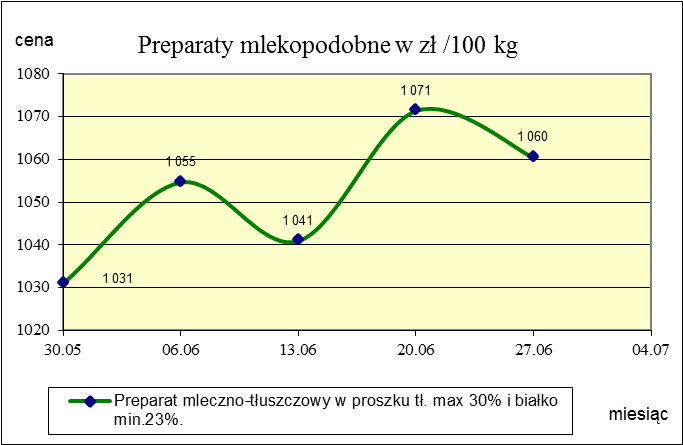 cena
Preparaty mlekopodobne w zł /100 kg
1080
1070
1060
1050
1040
1030
1020
1 031
1 055
1 041
1 071
1 060
30.05 06.06 13.06 20.06 27.06 04.07
Preparat mleczno-tłuszczowy w proszku tł. max 30% i białko
min.23%.
miesiąc